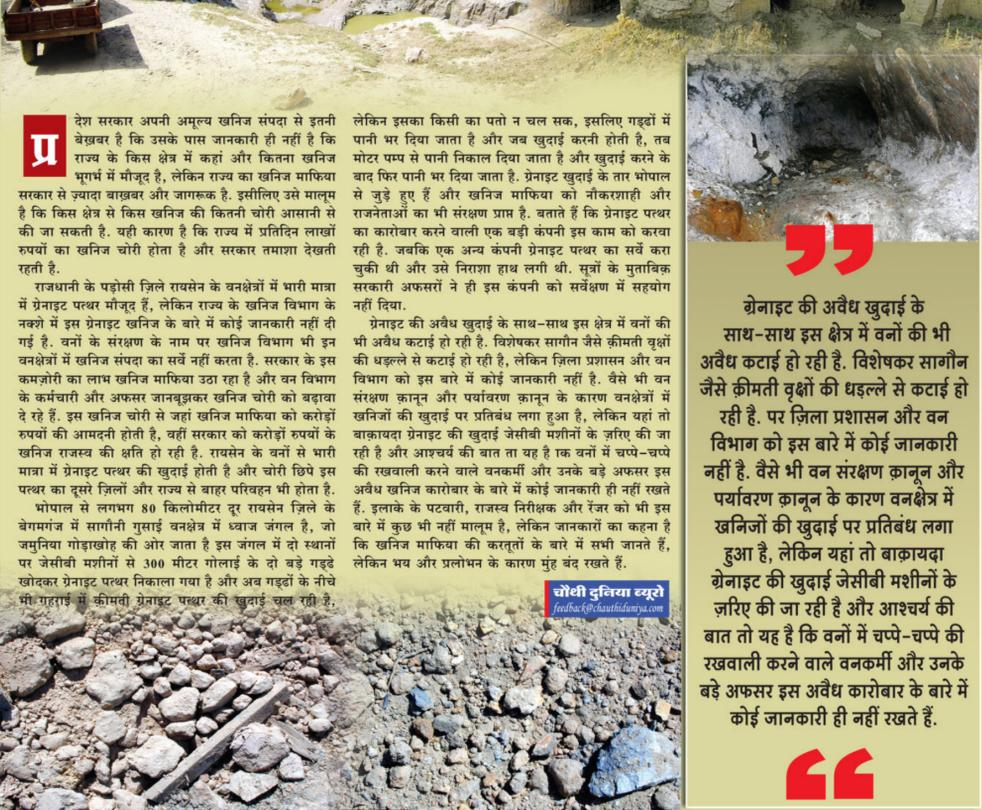 प्रदेश सरकार अपनी अमूल्य खनिज संपदा से इतनी
बेख़बर है कि उसके पास जानकारी ही नहीं है कि
राज्य के किस क्षेत्र में कहां और कितना खनिज
भूगर्भ में मौजूद है, लेकिन राज्य का खनिज माफिया
सरकार से ज़्यादा बाख़बर और जागरूक है. इसीलिए उसे मालूम
है कि किस क्षेत्र से किस खनिज की कितनी चोरी आसानी से
की जा सकती है. यही कारण है कि राज्य में प्रतिदिन लाखों
रुपयों का खनिज चोरी होता है और सरकार तमाशा देखती
रहती है.
राजधानी के पड़ोसी ज़िले रायसेन के वनक्षेत्रों में भारी मात्रा
में ग्रेनाइट पत्थर मौजूद हैं, लेकिन राज्य के खनिज विभाग के
नक्शे में इस ग्रेनाइट खनिज के बारे में कोई जानकारी नहीं दी
गई है. वनों के संरक्षण के नाम पर खनिज विभाग भी इन
वनक्षेत्रों में खनिज संपदा का सर्वे नहीं करता है. सरकार के इस
कमज़ोरी का लाभ खनिज माफिया उठा रहा है और वन विभाग
के कर्मचारी और अफसर जानबूझकर खनिज चोरी को बढ़ावा
दे रहे हैं. इस खनिज चोरी से जहां खनिज माफिया को करोड़ों
रुपयों की आमदनी होती है, वहीं सरकार को करोड़ों रुपयों के
खनिज राजस्व की क्षति हो रही है. रायसेन के वनों से भारी
मात्रा में ग्रेनाइट पत्थर की खुदाई होती है और चोरी छिपे इस
पत्थर का दूसरे ज़िलों और राज्य से बाहर परिवहन भी होता है.
भोपाल से लगभग 80 किलोमीटर दूर रायसेन ज़िले के
बेगमगंज में सागौनी गुसाई वनक्षेत्र में ध्वाज जंगल है, जो
जमुनिया गोड़ाखोह की ओर जाता है इस जंगल में दो स्थानों
पर जेसीबी मशीनों से 300 मीटर गोलाई के दो बड़े गड्ढे
खोदकर ग्रेनाइट पत्थर निकाला गया है और अब गड्ढों के नीचे
भी गहराई में कीमती ग्रेनाइट पत्थर की खुदाई चल रही है,
लेकिन इसका किसी का पतो न चल सक, इसलिए गड्ढों में
पानी भर दिया जाता है और जब खुदाई करनी होती है, तब
मोटर पम्प से पानी निकाल दिया जाता है और खुदाई करने के
बाद फिर पानी भर दिया जाता है. ग्रेनाइट खुदाई के तार भोपाल
से जुड़े हुए हैं और खनिज माफिया को नौकरशाही और
राजनेताओं का भी संरक्षण प्राप्त है. बताते हैं कि ग्रेनाइट पत्थर
का कारोबार करने वाली एक बड़ी कंपनी इस काम को करवा
रही है. जबकि एक अन्य कंपनी ग्रेनाइट पत्थर का सर्वे करा
चुकी थी और उसे निराशा हाथ लगी थी. सूत्रों के मुताबिक़
सरकारी अफसरों ने ही इस कंपनी को सर्वेक्षण में सहयोग
नहीं दिया.
ग्रेनाइट की अवैध खुदाई के साथ-साथ इस क्षेत्र में वनों की
भी अवैध कटाई हो रही है. विशेषकर सागौन जैसे क़ीमती वृक्षों
की धड़ल्ले से कटाई हो रही है, लेकिन ज़िला प्रशासन और वन
विभाग को इस बारे में कोई जानकारी नहीं है. वैसे भी वन
संरक्षण क़ानून और पर्यावरण क़ानून के कारण वनक्षेत्रों में
खनिजों की खुदाई पर प्रतिबंध लगा हुआ है, लेकिन यहां तो
बाक़ायदा ग्रेनाइट की खुदाई जेसीबी मशीनों के ज़रिए की जा
रही है और आश्चर्य की बात ता यह है कि वनों में चप्पे-चप्पे
की रखवाली करने वाले वनकर्मी और उनके बड़े अफसर इस
अवैध खनिज कारोबार के बारे में कोई जानकारी ही नहीं रखते
हैं. इलाके के पटवारी, राजस्व निरीक्षक और रेंजर को भी इस
बारे में कुछ भी नहीं मालूम है, लेकिन जानकारों का कहना है
कि खनिज माफिया की करतूतों के बारे में सभी जानते हैं,
लेकिन भय और प्रलोभन के कारण मुंह बंद रखते हैं.
चौथी दुनिया ब्यूरो
feedback@chauthiduniya.com
ग्रेनाइट की अवैध खुदाई के
साथ-साथ इस क्षेत्र में वनों की भी
अवैध कटाई हो रही है. विशेषकर सागौन
जैसे क़ीमती वृक्षों की धड़ल्ले से कटाई हो
रही है. पर ज़िला प्रशासन और वन
विभाग को इस बारे में कोई जानकारी
नहीं है. वैसे भी वन संरक्षण क़ानून और
पर्यावरण क़ानून के कारण वनक्षेत्र में
खनिजों की खुदाई पर प्रतिबंध लगा
हुआ है, लेकिन यहां तो बाक़ायदा
ग्रेनाइट की खुदाई जेसीबी मशीनों के
ज़रिए की जा रही है और आश्चर्य की
बात तो यह है कि वनों में चप्पे-चप्पे की
रखवाली करने वाले वनकर्मी और उनके
बड़े अफसर इस अवैध कारोबार के बारे में
कोई जानकारी ही नहीं रखते हैं.